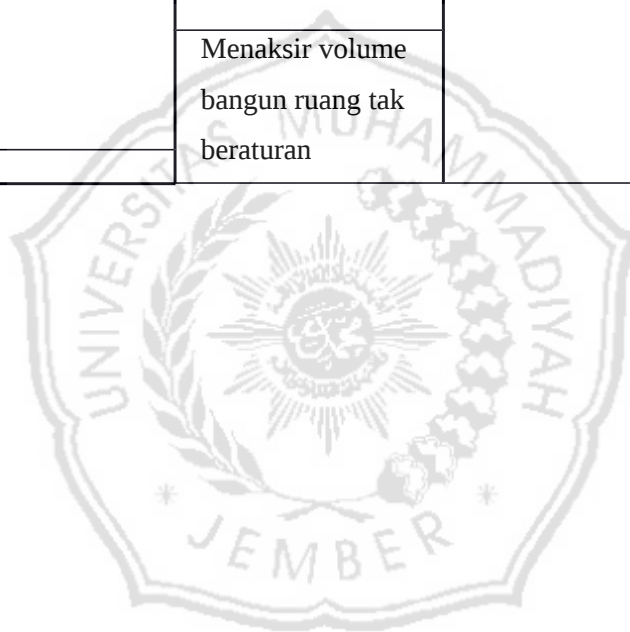 Menaksir volume
bangun ruang tak
beraturan
UNIVERSITAS MUHAMMADIYAH
JEMBER